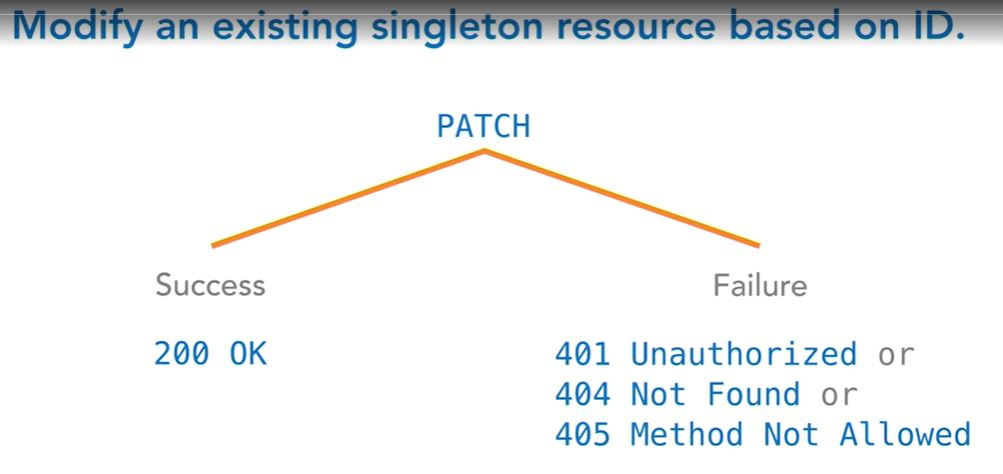 Modify an existing singleton resource based on ID.
PATCH
Success
Failure
200 OK
401 Unauthorized or
404 Not Found or
405 Method Not Allowed